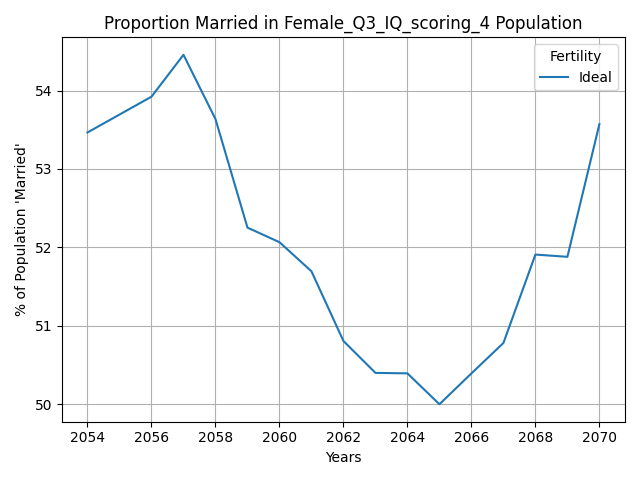 Proportion Married in Female_Q3_IQ_scoring_4 Population
Fertility
Ideal
% of Population 'Married'
54
53
52
51
50
2054
2056
2058
2060
2062
2064
2066
2068
2070
Years